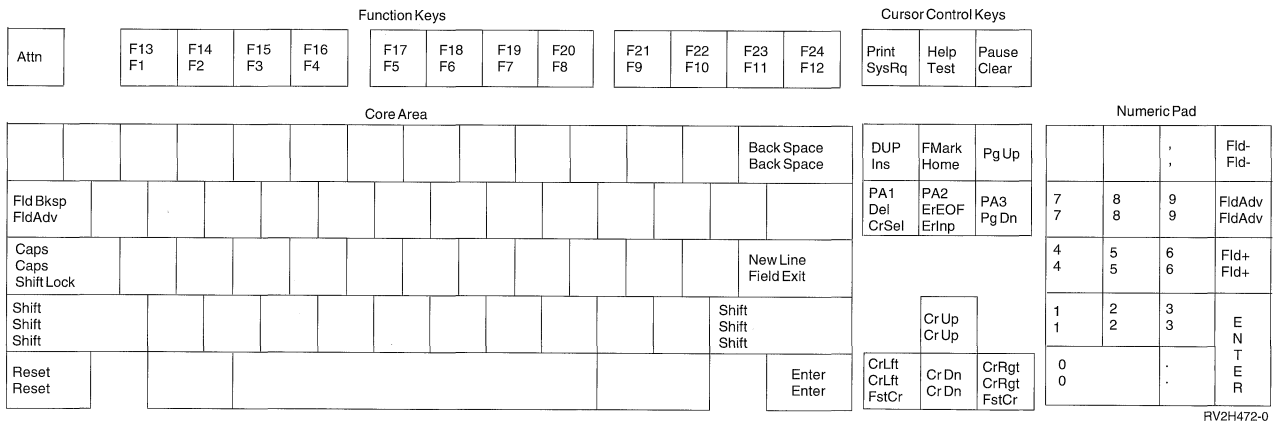 Function Keys
Cursor Control Keys
Attn
F13 F14 F15 F16 F17 F18 F19 F20 F21 F22 F23 F24
F1 F2 F3 F4 F5 F6 F7 F8 F9 F10 F11 F12
Print Help Pause
SysRq Test Clear
Core Area
Numeric Pad
Back Space
Back Space
DUP FMark Pg Up
Ins Home
, Fld-
, Fld-
Fld Bksp
FldAdv
PA1 PA2 PA3
Del ErEOF Pg Dn
CrSel ErInp
7 8 9 FldAdv
7 8 9 FldAdv
Caps
Caps
Shift Lock
New Line
Field Exit
4 5 6 Fld+
4 5 6 Fld+
Shift
Shift
Shift
Shift
Shift
Shift
Cr Up
Cr Up
1 2 3
1 2 3
ENTER
Reset
Reset
Enter
Enter
CrLft Cr Dn CrRgt
CrLft Cr Dn CrRgt
FstCr FstCr
0 .
0 .
RV2H472-0